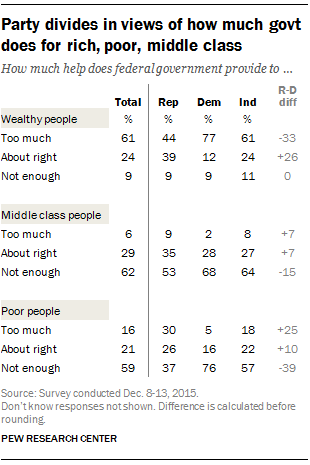 Party divides in views of how much govt
does for rich, poor, middle class
How much help does federal government provide to ...
R-D
Total Rep Dem Ind diff
Wealthy people % % % %
Too much 61 44 77 61 -33
About right 24 39 12 24 +26
Not enough 9 9 9 11 0
Middle class people
Too much 6 9 2 8 +7
About right 29 35 28 27 +7
Not enough 62 53 68 64 -15
Poor people
Too much 16 30 5 18 +25
About right 21 26 16 22 +10
Not enough 59 37 76 57 -39
Source: Survey conducted Dec. 8-13, 2015.
Don't know responses not shown. Difference is calculated before
rounding.
PEW RESEARCH CENTER